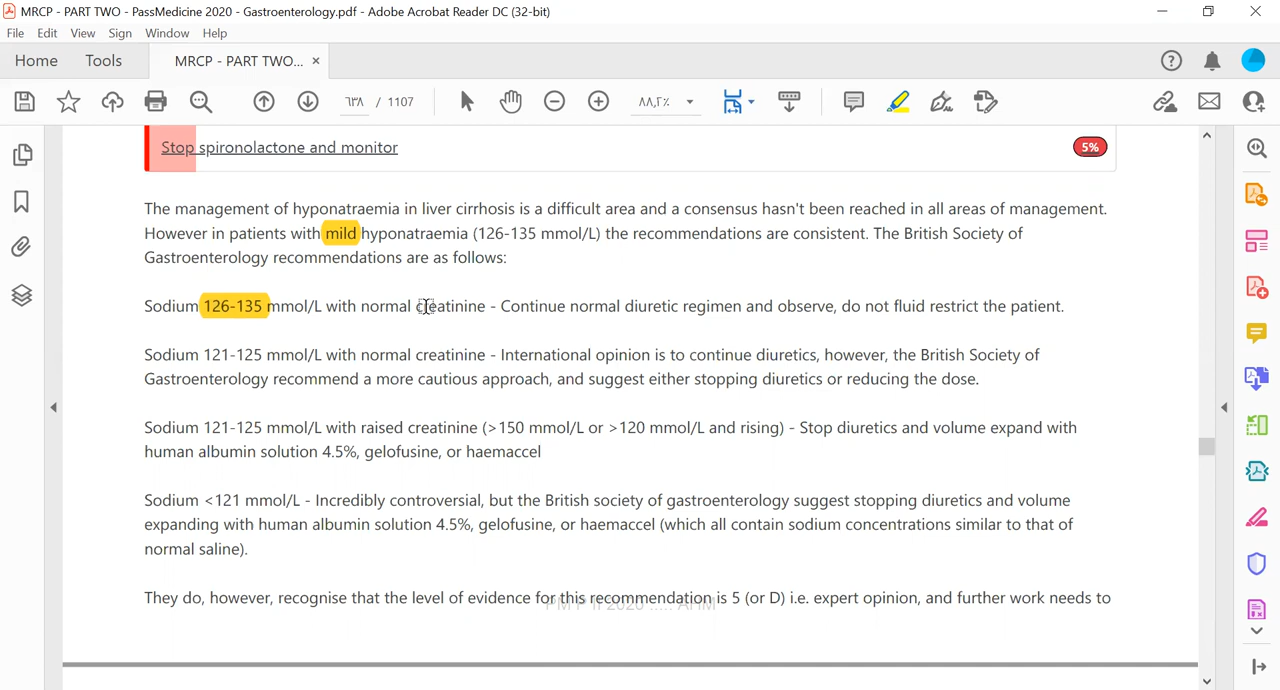 MRCP - PART TWO - PassMedicine 2020 - Gastroenterology.pdf - Adobe Acrobat Reader DC (32-bit)
File Edit View Sign Window Help
Home Tools MRCP - PART TWO... ×
٦٣٨ / 1107 ٨٨,٢٪
Stop spironolactone and monitor 5%
The management of hyponatraemia in liver cirrhosis is a difficult area and a consensus hasn't been reached in all areas of management.
However in patients with mild hyponatraemia (126-135 mmol/L) the recommendations are consistent. The British Society of
Gastroenterology recommendations are as follows:
Sodium 126-135 mmol/L with normal creatinine - Continue normal diuretic regimen and observe, do not fluid restrict the patient.
Sodium 121-125 mmol/L with normal creatinine - International opinion is to continue diuretics, however, the British Society of
Gastroenterology recommend a more cautious approach, and suggest either stopping diuretics or reducing the dose.
Sodium 121-125 mmol/L with raised creatinine (>150 mmol/L or >120 mmol/L and rising) - Stop diuretics and volume expand with
human albumin solution 4.5%, gelofusine, or haemaccel
Sodium <121 mmol/L - Incredibly controversial, but the British society of gastroenterology suggest stopping diuretics and volume
expanding with human albumin solution 4.5%, gelofusine, or haemaccel (which all contain sodium concentrations similar to that of
normal saline).
They do, however, recognise that the level of evidence for this recommendation is 5 (or D) i.e. expert opinion, and further work needs to
PM P II 2020 ..... AHM